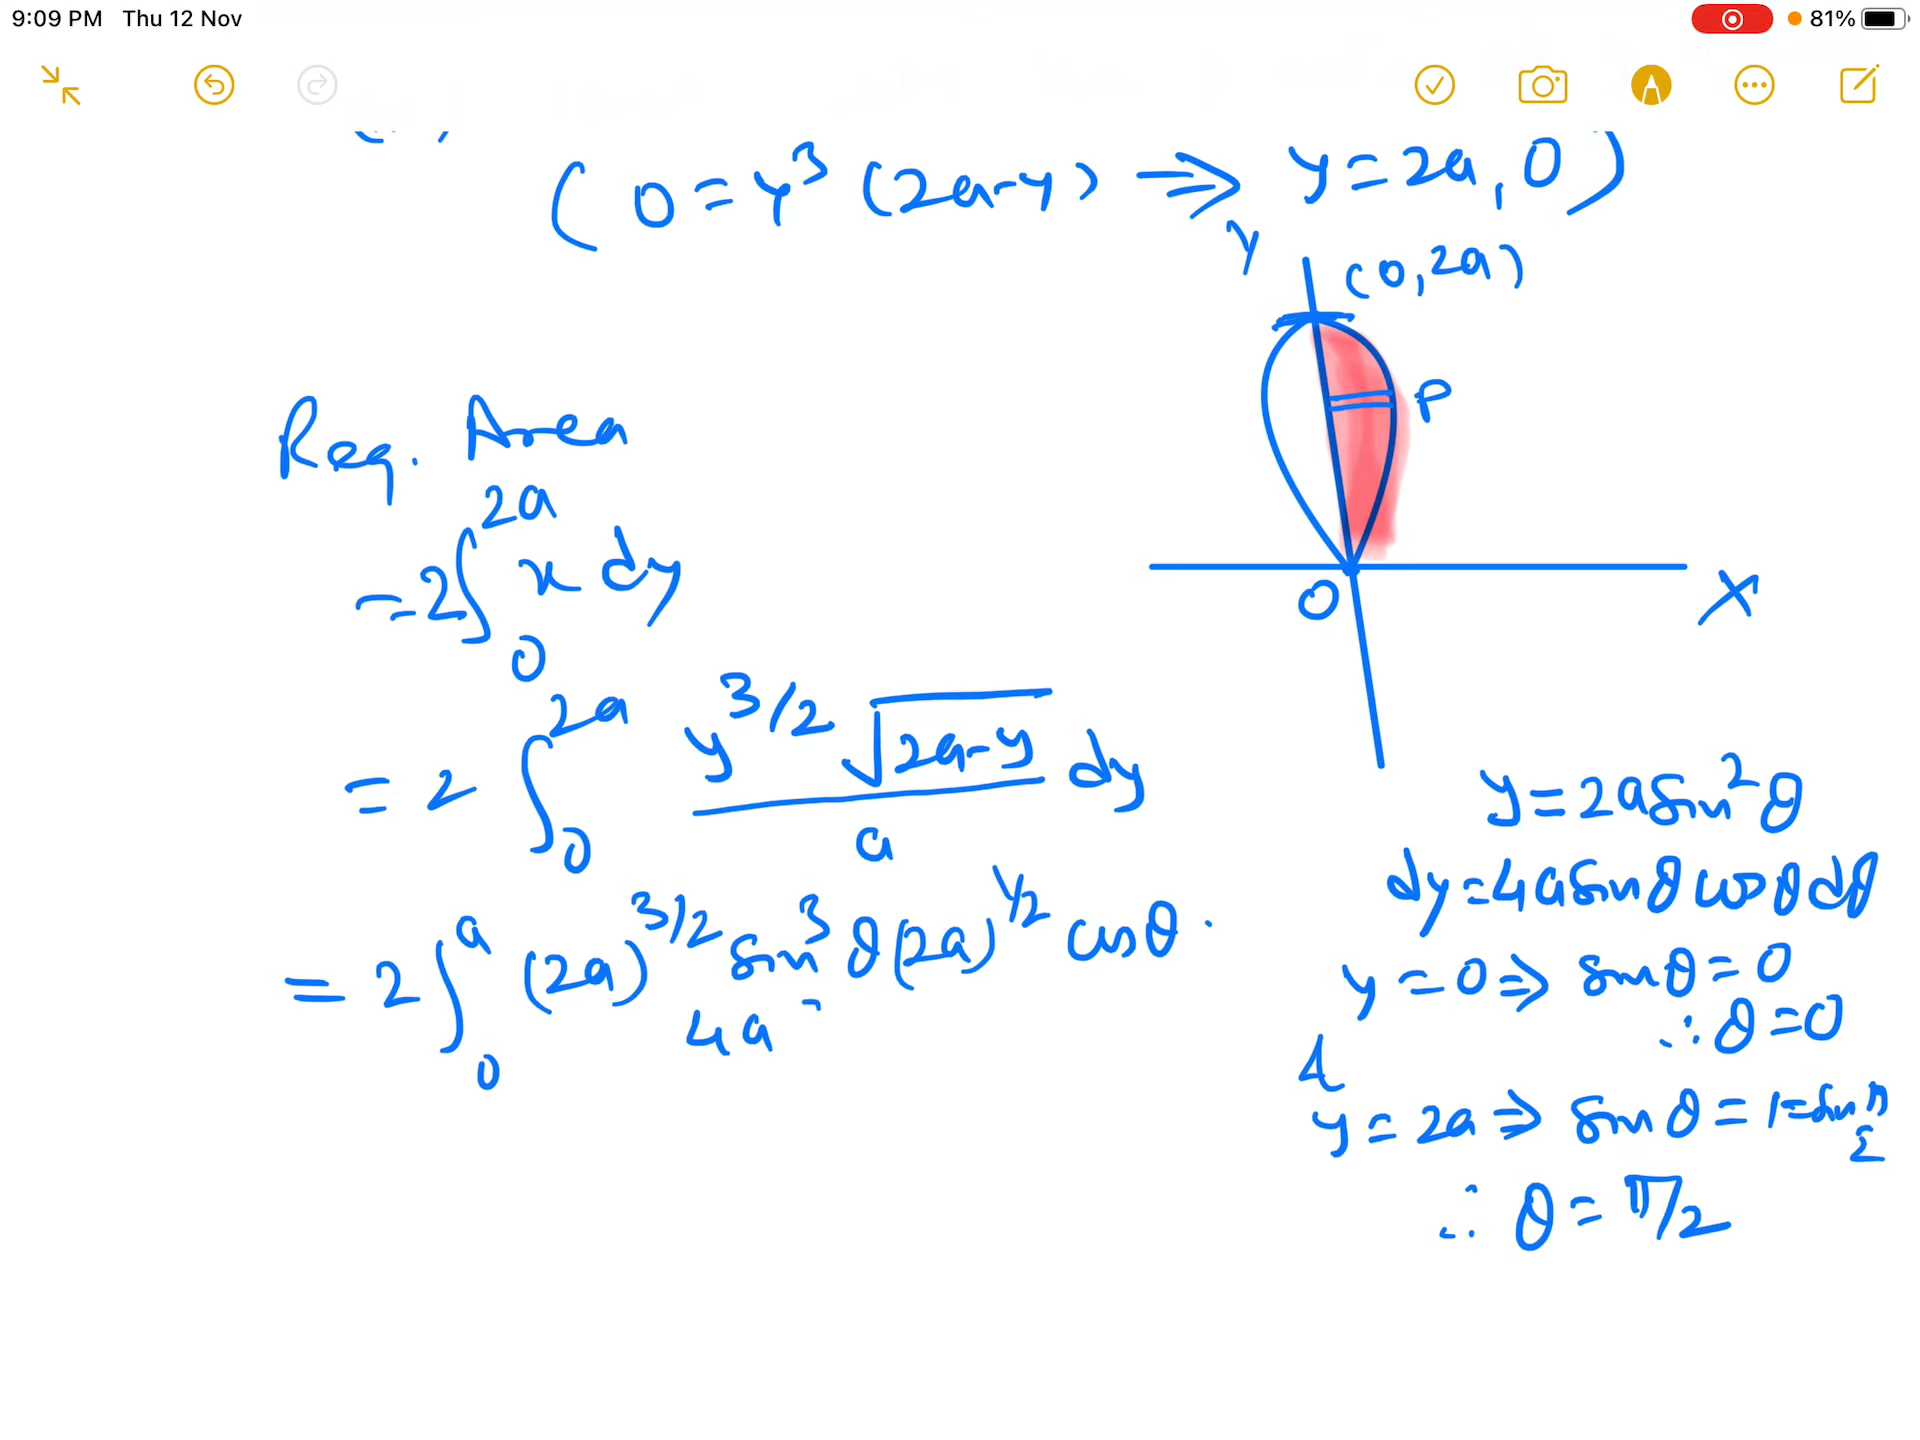 9:09 PM Thu 12 Nov
81%
( 0 = y³ (2a-y) ⇒ y = 2a, 0 )
Y
(0, 2a)
P
O
X
Req. Area
= 2 ∫₀^{2a} x dy
= 2 ∫₀^{2a} y^{3/2} √(2a-y) / a dy
= 2 ∫₀^{a} (2a)^{3/2} sin³θ (2a)^{1/2} cosθ .
4a
y = 2a sin²θ
dy = 4a sinθ cosθ dθ
y = 0 ⇒ sinθ = 0
∴ θ = 0
&
y = 2a ⇒ sinθ = 1 = sin π/2
∴ θ = π/2